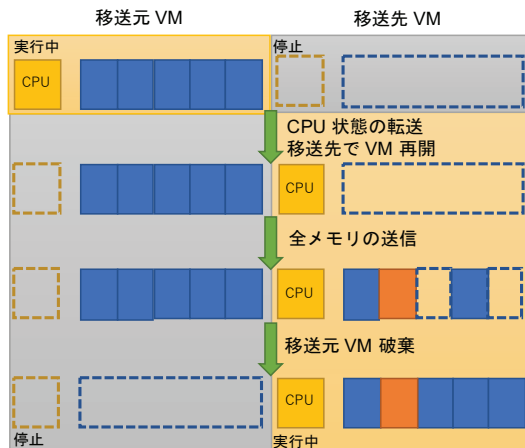 移送元 VM
移送先 VM
実行中
停止
CPU
CPU 状態の転送
移送先で VM 再開
CPU
全メモリの送信
CPU
移送元 VM 破棄
CPU
停止
実行中